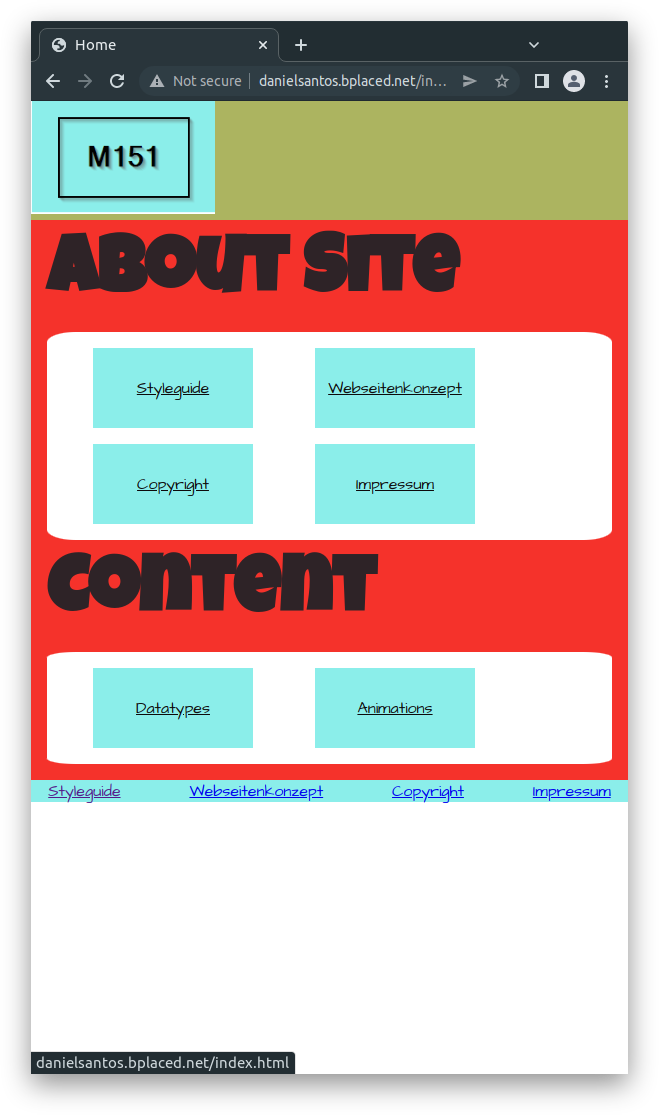 Home
Not secure | danielsantos.bplaced.net/in…
M151
About Site
Styleguide Webseitenkonzept
Copyright Impressum
Content
Datatypes Animations
Styleguide Webseitenkonzept Copyright Impressum
danielsantos.bplaced.net/index.html